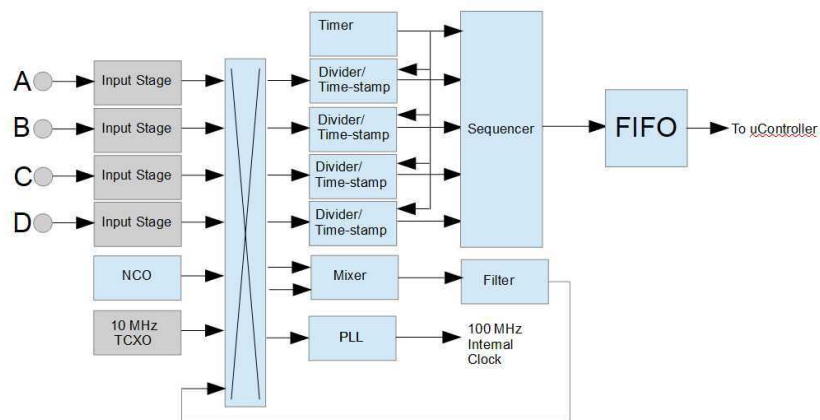 Timer
A
Input Stage
Divider/
Time-stamp
B
Input Stage
Divider/
Time-stamp
Sequencer
FIFO
To uController
C
Input Stage
Divider/
Time-stamp
D
Input Stage
Divider/
Time-stamp
NCO
Mixer
Filter
10 MHz
TCXO
PLL
100 MHz
Internal
Clock